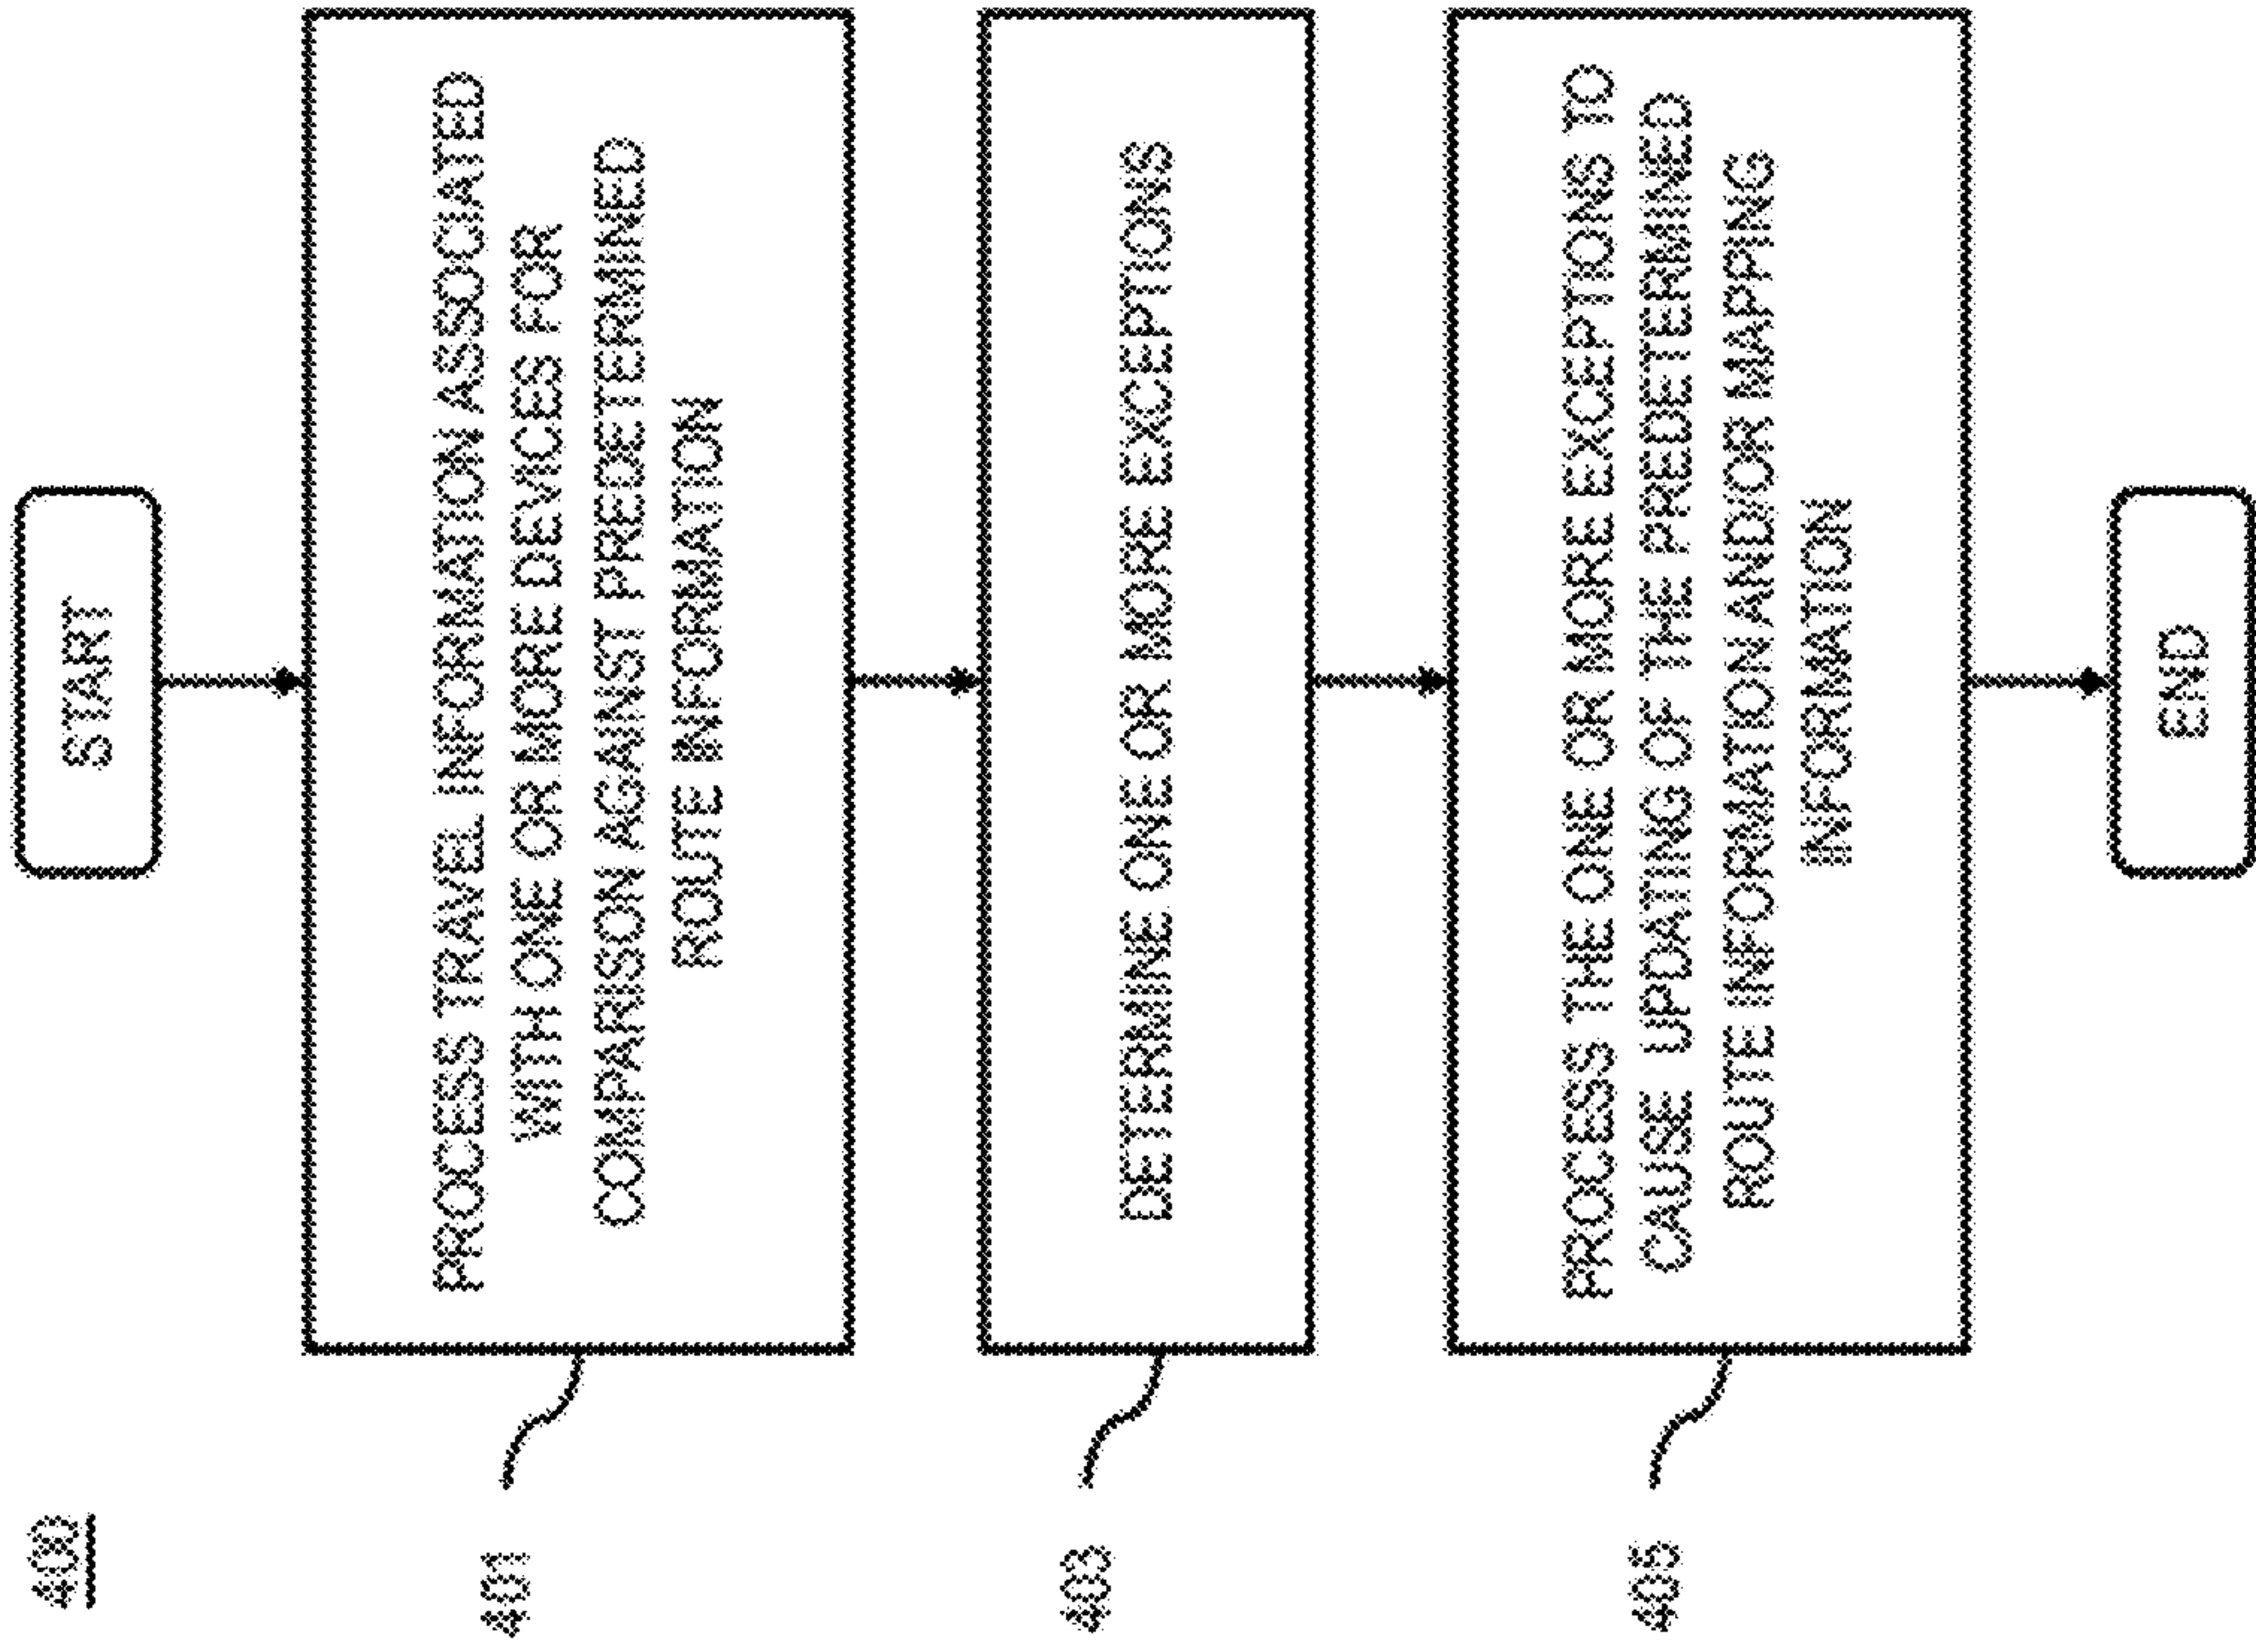 400
START
401
PROCESS TRAVEL INFORMATION ASSOCIATED
WITH ONE OR MORE DEVICES FOR
COMPARISON AGAINST PREDETERMINED
ROUTE INFORMATION
403
DETERMINE ONE OR MORE EXCEPTIONS
405
PROCESS THE ONE OR MORE EXCEPTIONS TO
CAUSE UPDATING OF THE PREDETERMINED
ROUTE INFORMATION ANDOR MAPPING
INFORMATION
END